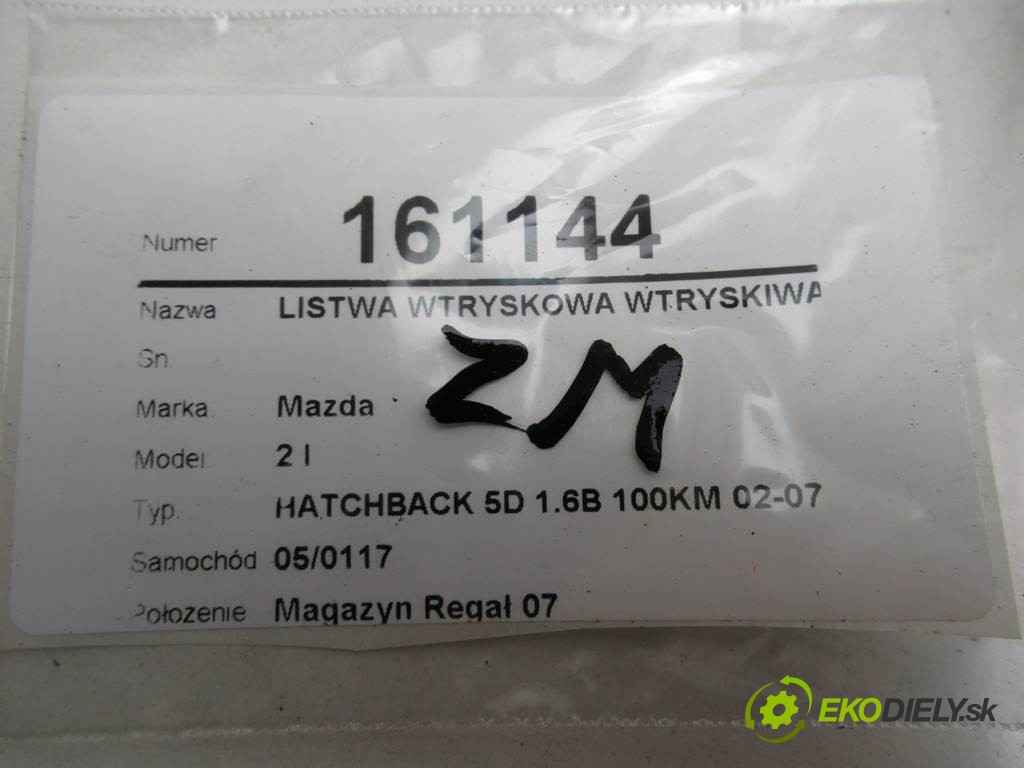 Numer 161144
Nazwa LISTWA WTRYSKOWA WTRYSKIWA
Sn.
ZM
Marka Mazda
Model 2 I
Typ. HATCHBACK 5D 1.6B 100KM 02-07
Samochód 05/0117
Położenie Magazyn Regał 07
EKODIELY.sk